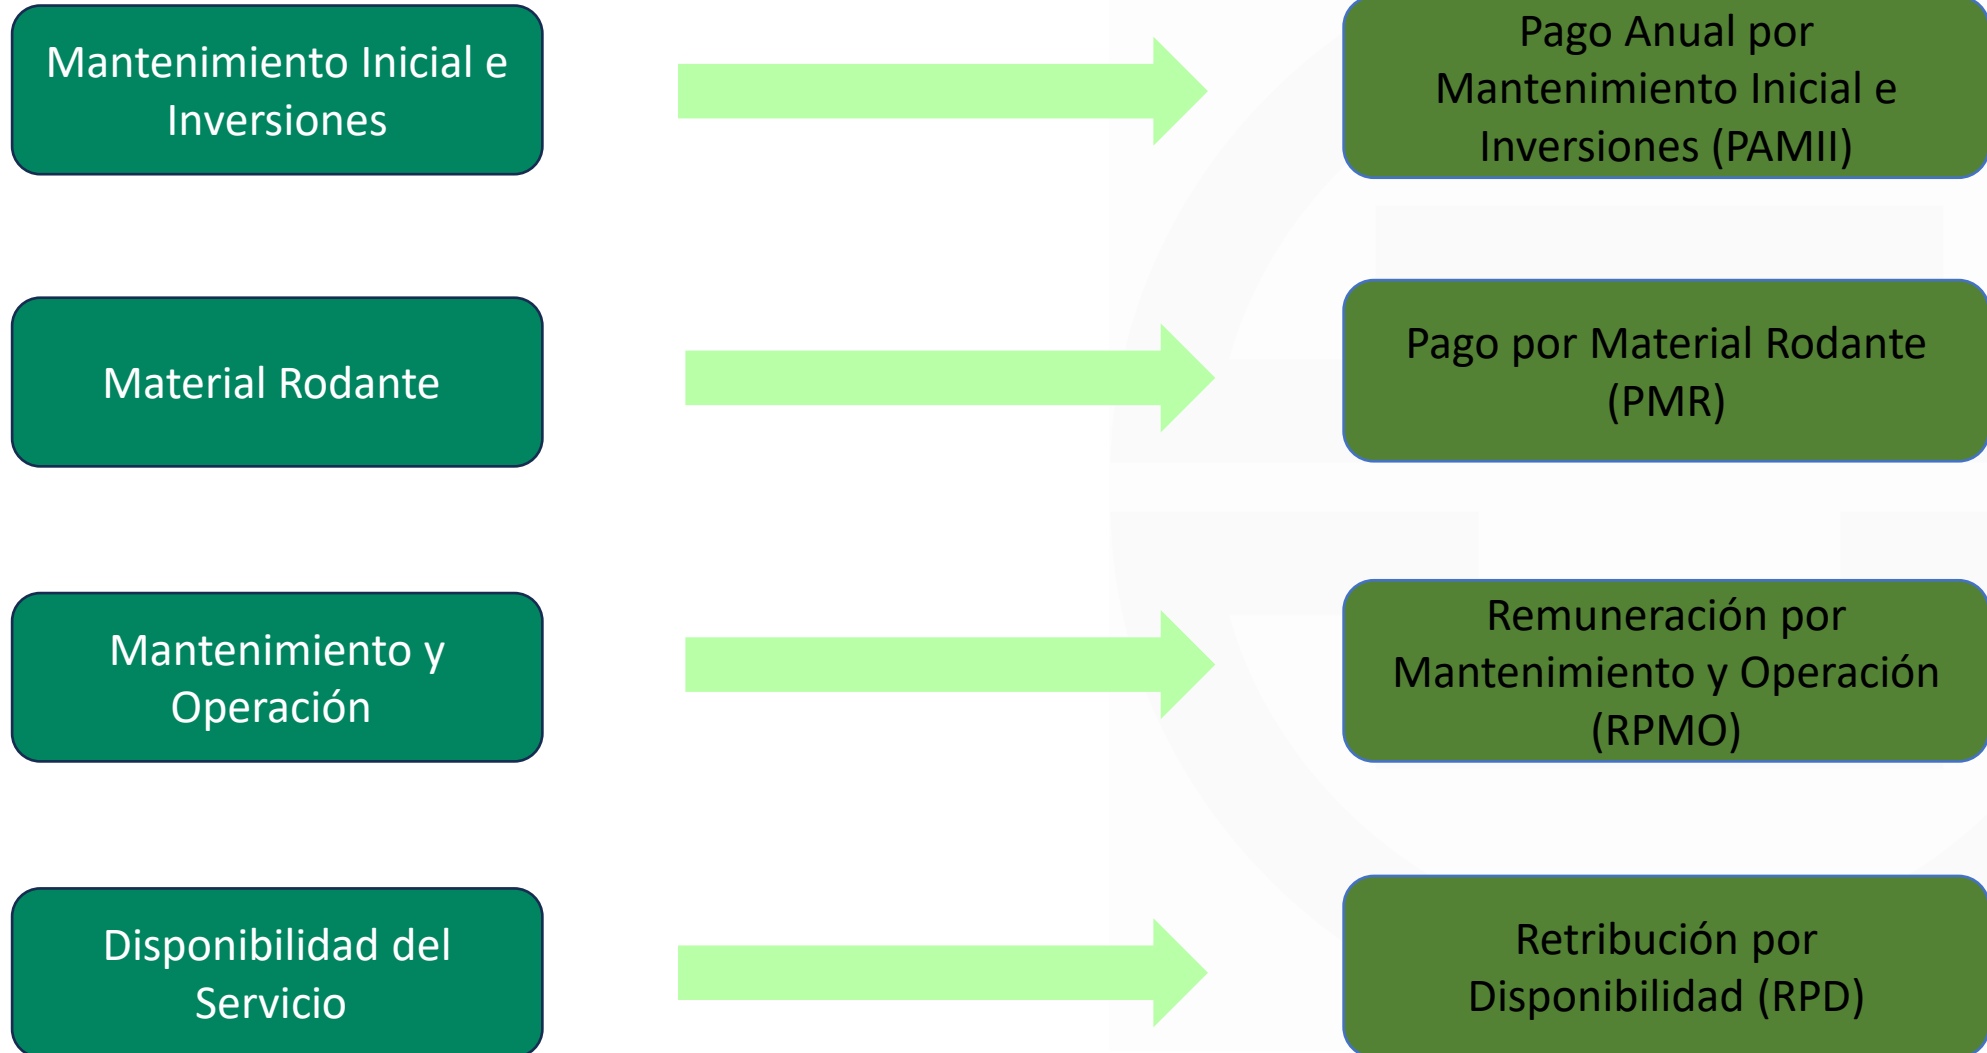 Mantenimiento Inicial e
Inversiones
Pago Anual por
Mantenimiento Inicial e
Inversiones (PAMII)
Material Rodante
Pago por Material Rodante
(PMR)
Mantenimiento y
Operación
Remuneración por
Mantenimiento y Operación
(RPMO)
Disponibilidad del
Servicio
Retribución por
Disponibilidad (RPD)